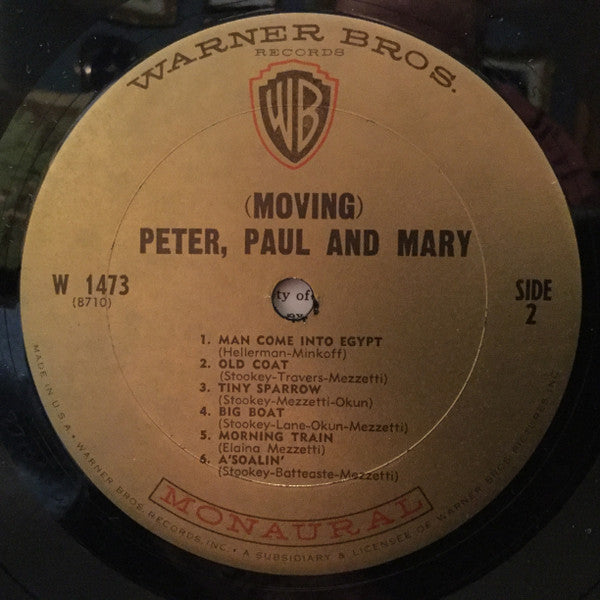 WARNER BROS.
RECORDS
WB
(MOVING)
PETER, PAUL AND MARY
W 1473
(8710)
SIDE
2
ty of
1. MAN COME INTO EGYPT
(Hellerman-Minkoff)
2. OLD COAT
(Stookey-Travers-Mezzetti)
3. TINY SPARROW
(Stookey-Mezzetti-Okun)
4. BIG BOAT
(Stookey-Lane-Okun-Mezzetti)
5. MORNING TRAIN
(Elaina Mezzetti)
6. A'SOALIN'
(Stookey-Batteaste-Mezzetti)
MONAURAL
MADE IN U.S.A. • WARNER BROS. RECORDS, INC. • A SUBSIDIARY & LICENSEE OF WARNER BROS. PICTURES, INC.